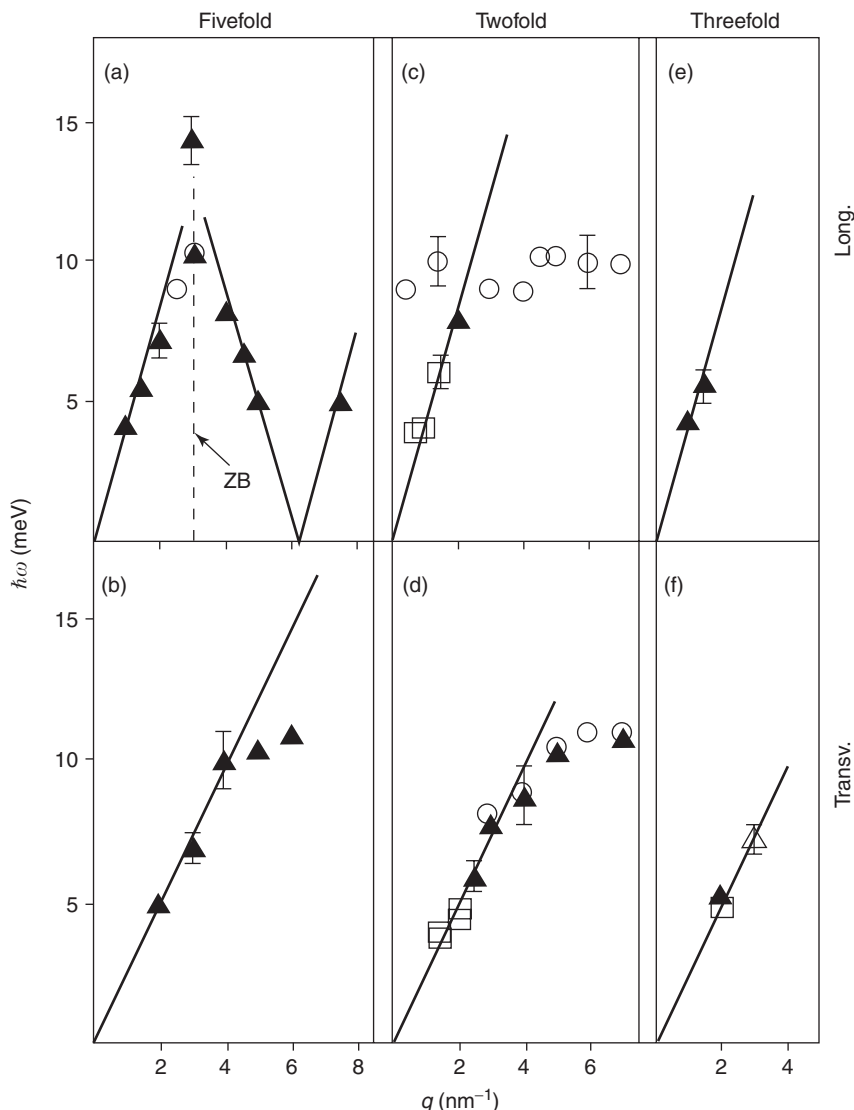 Fivefold Twofold Threefold
(a) (c) (e)
15
10
5
ZB
Long.
ħω (meV)
(b) (d) (f)
15
10
5
Transv.
2 4 6 8 2 4 6 2 4
q (nm⁻¹)